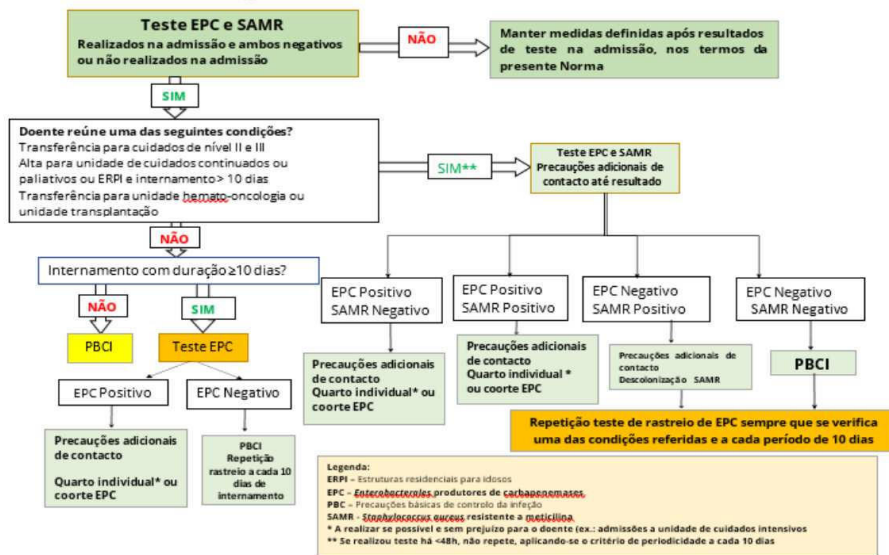 Teste EPC e SAMR
Realizados na admissão e ambos negativos
ou não realizados na admissão
NÃO
Manter medidas definidas após resultados
de teste na admissão, nos termos da
presente Norma
SIM
Doente reúne uma das seguintes condições?
Transferência para cuidados de nível II e III
Alta para unidade de cuidados continuados ou
paliativos ou ERPI e internamento> 10 dias
Transferência para unidade hemato-oncologia ou
unidade transplantação
SIM**
Teste EPC e SAMR
Precauções adicionais de
contacto até resultado
NÃO
Internamento com duração ≥10 dias?
NÃO
SIM
PBCI
Teste EPC
EPC Positivo
EPC Negativo
Precauções adicionais
de contacto
Quarto individual* ou
coorte EPC
PBCI
Repetição
rastreio a cada 10
dias de
internamento
EPC Positivo
SAMR Negativo
EPC Positivo
SAMR Positivo
EPC Negativo
SAMR Positivo
EPC Negativo
SAMR Negativo
Precauções adicionais
de contacto
Quarto individual* ou
coorte EPC
Precauções adicionais
de contacto
Quarto individual *
ou coorte EPC
Precauções adicionais de
contacto
Descolonização SAMR
PBCI
Repetição teste de rastreio de EPC sempre que se verifica
uma das condições referidas e a cada período de 10 dias
Legenda:
ERPI – Estruturas residenciais para idosos
EPC – Enterobacterales produtores de carbapenemases
PBC – Precauções básicas de controlo da infeção
SAMR - Staphylococcus aureus resistente a meticilina
* A realizar se possível e sem prejuízo para o doente (ex.: admissões a unidade de cuidados intensivos)
** Se realizou teste há <48h, não repete, aplicando-se o critério de periodicidade a cada 10 dias